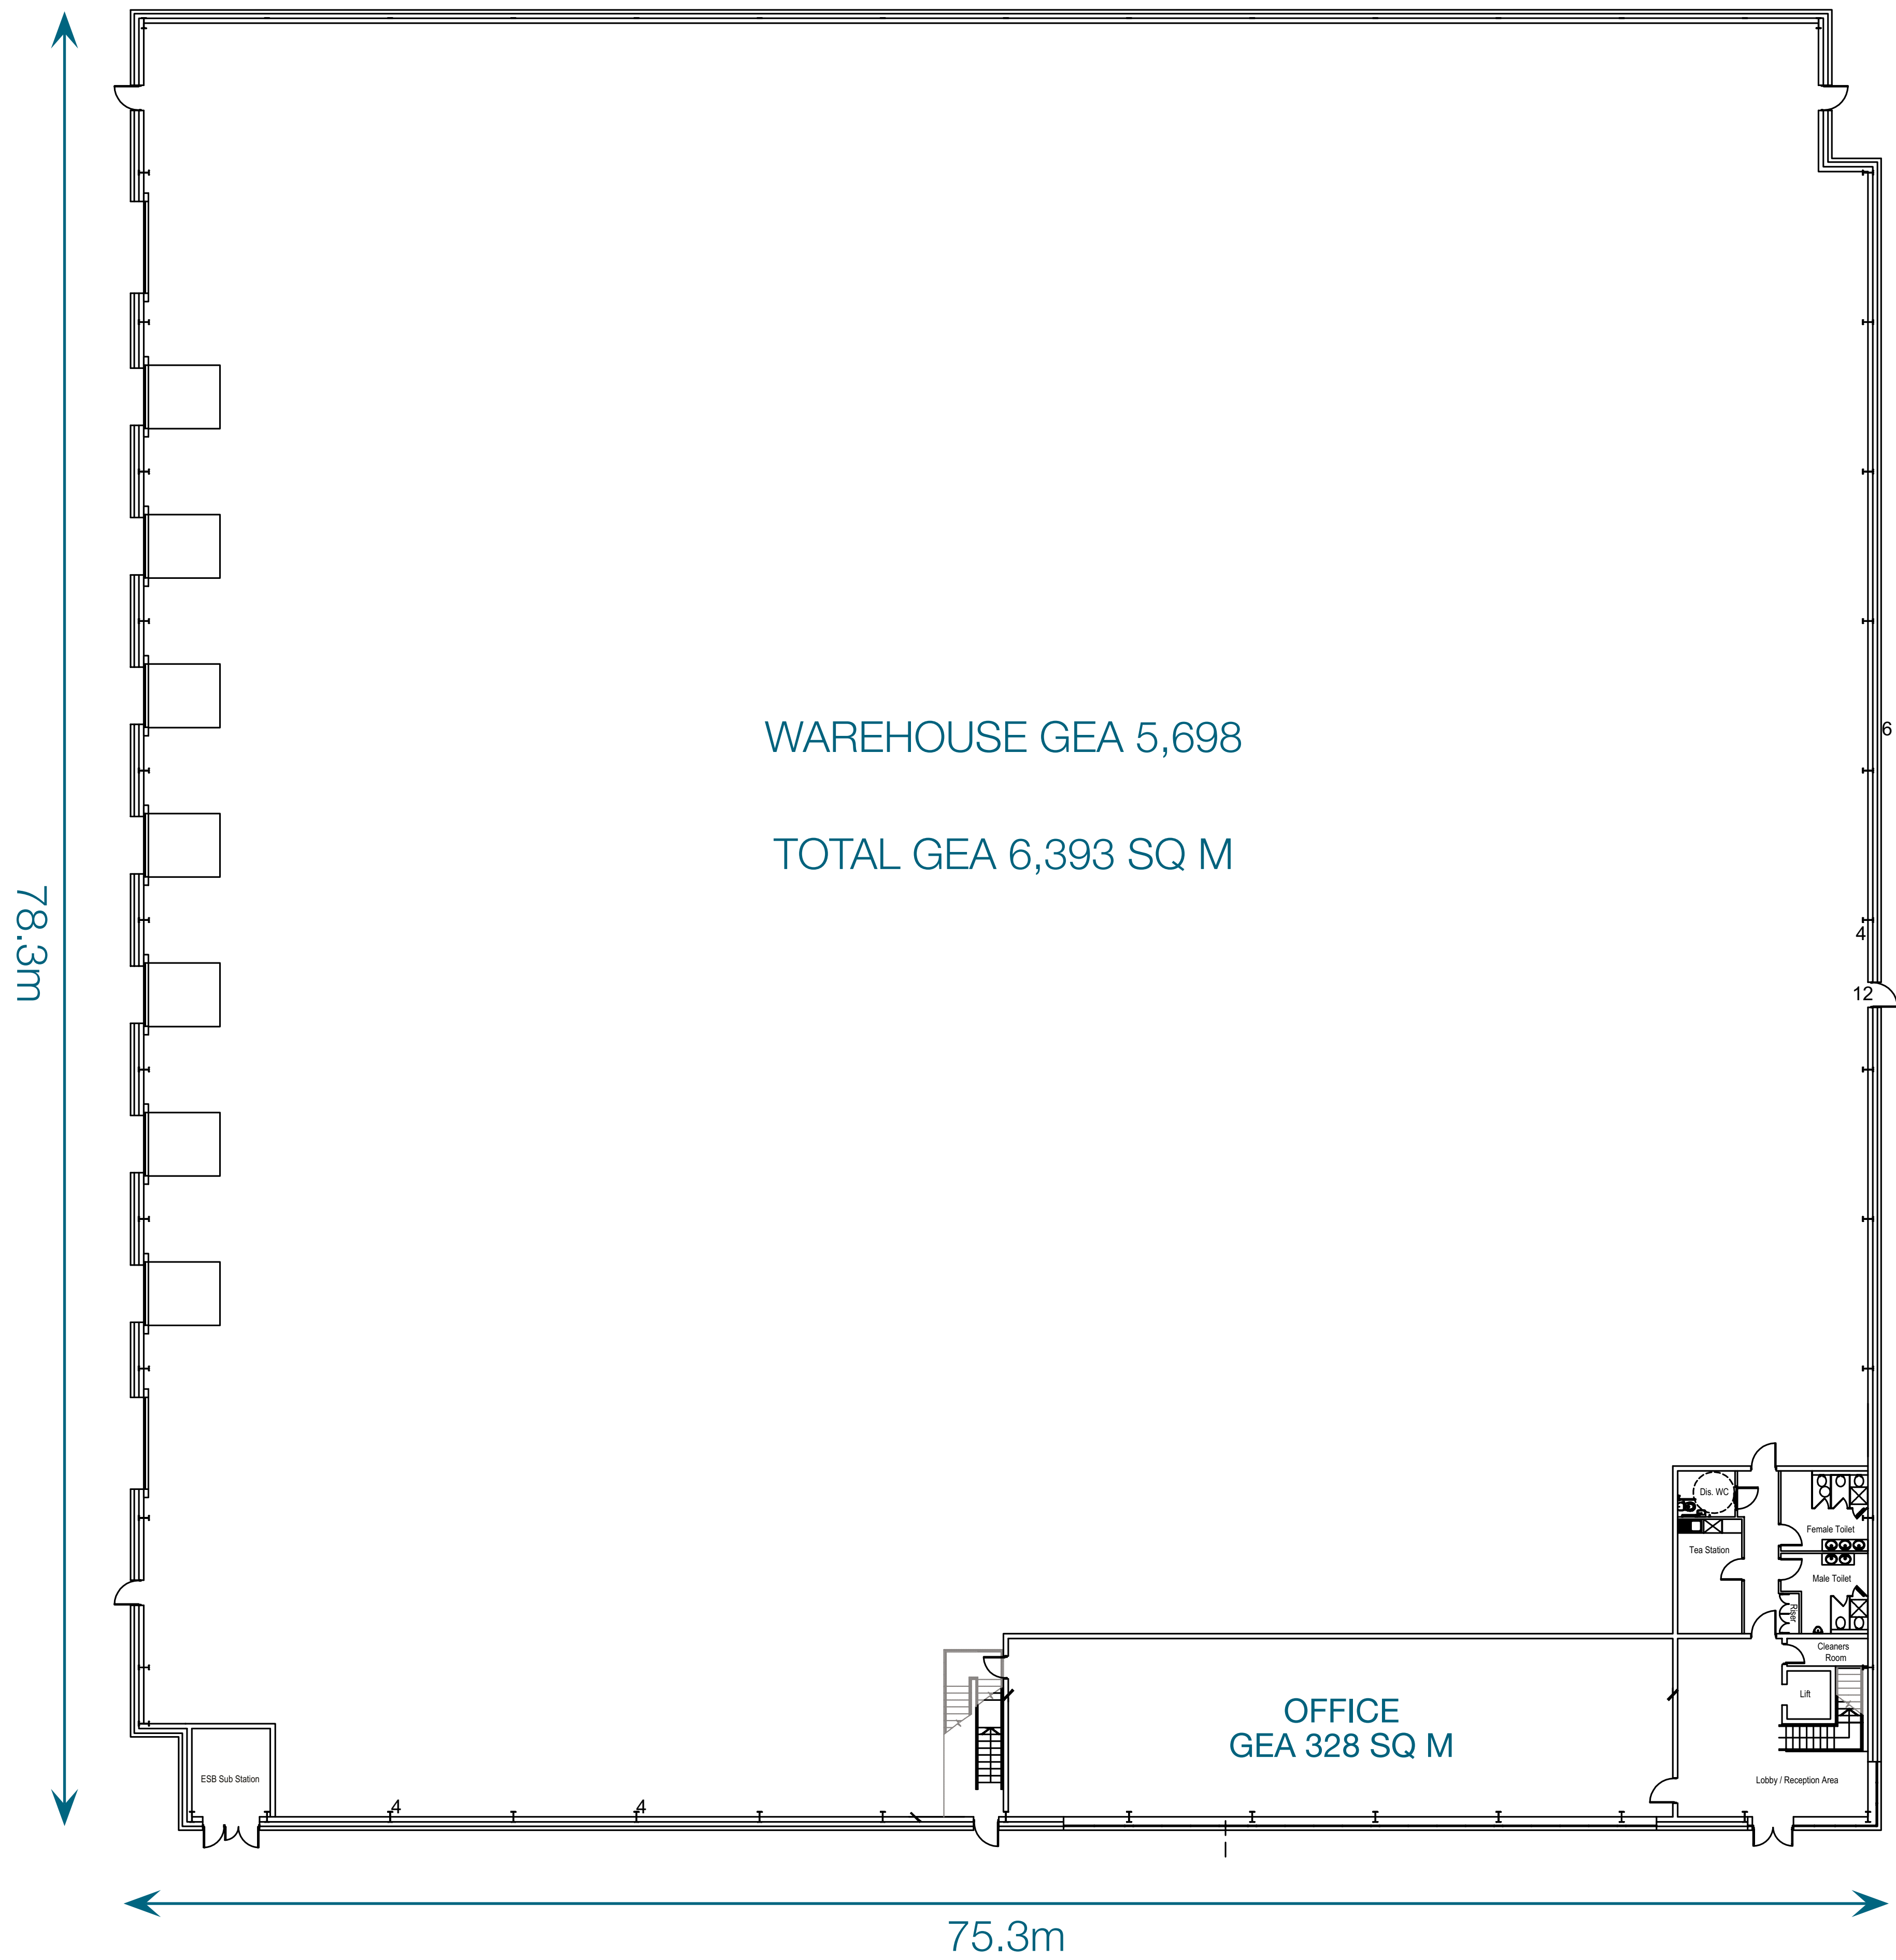 WAREHOUSE GEA 5,698
6
TOTAL GEA 6,393 SQ M
78.3m
4
12
Dis. WC
Female Toilet
Tea Station
Male Toilet
Riser
Cleaners
Room
Lift
OFFICE
GEA 328 SQ M
ESB Sub Station
Lobby / Reception Area
4
4
75.3m